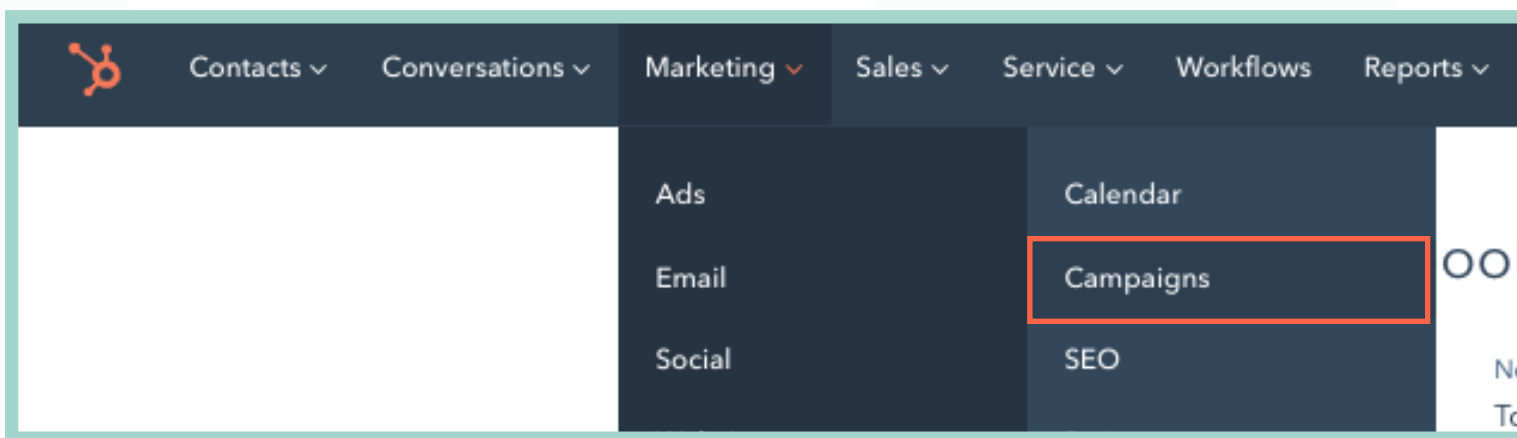 Contacts Conversations Marketing Sales Service Workflows Reports
Ads Calendar
Email Campaigns
Social SEO